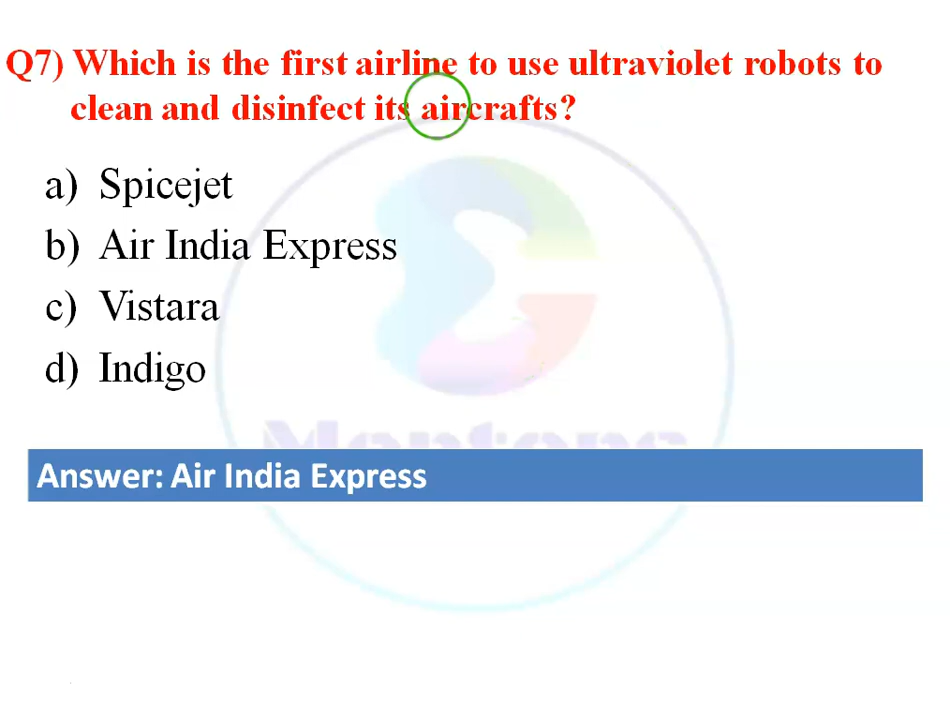 Q7) Which is the first airline to use ultraviolet robots to
clean and disinfect its aircrafts?
a) Spicejet
b) Air India Express
c) Vistara
d) Indigo
Answer: Air India Express